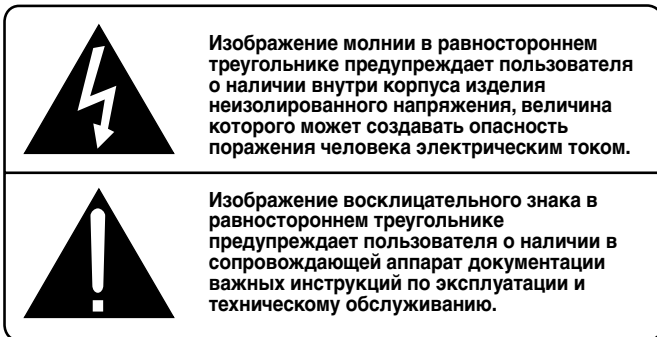 Изображение молнии в равностороннем
треугольнике предупреждает пользователя
о наличии внутри корпуса изделия
неизолированного напряжения, величина
которого может создавать опасность
поражения человека электрическим током.
Изображение восклицательного знака в
равностороннем треугольнике
предупреждает пользователя о наличии в
сопровождающей аппарат документации
важных инструкций по эксплуатации и
техническому обслуживанию.